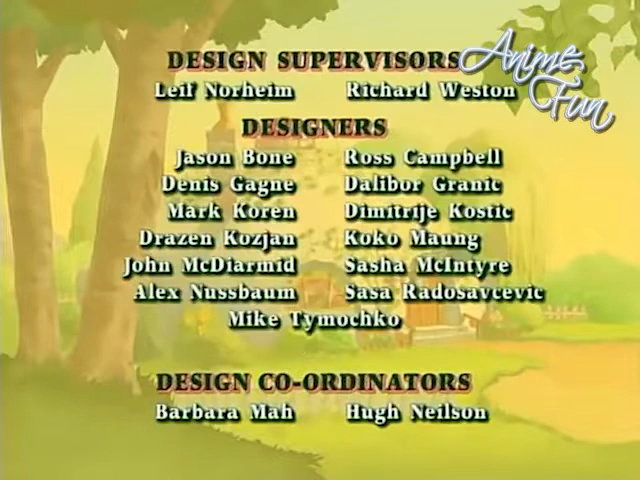 DESIGN SUPERVISORS
Leif Norheim Richard Weston
DESIGNERS
Jason Bone Ross Campbell
Denis Gagne Dalibor Granic
Mark Koren Dimitrije Kostic
Drazen Kozjan Koko Maung
John McDiarmid Sasha McIntyre
Alex Nussbaum Sasa Radosavcevic
Mike Tymochko
DESIGN CO-ORDINATORS
Barbara Mah Hugh Neilson
Anime
Fun